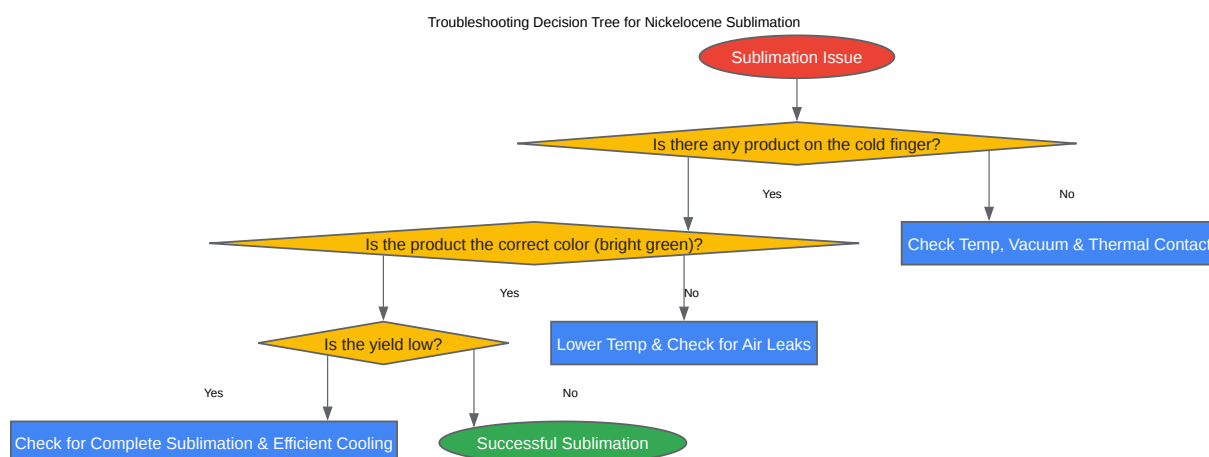 Troubleshooting Decision Tree for Nickelocene Sublimation
Sublimation Issue
Is there any product on the cold finger?
Yes
No
Is the product the correct color (bright green)?
Check Temp, Vacuum & Thermal Contact
Yes
No
Is the yield low?
Lower Temp & Check for Air Leaks
Yes
No
Check for Complete Sublimation & Efficient Cooling
Successful Sublimation